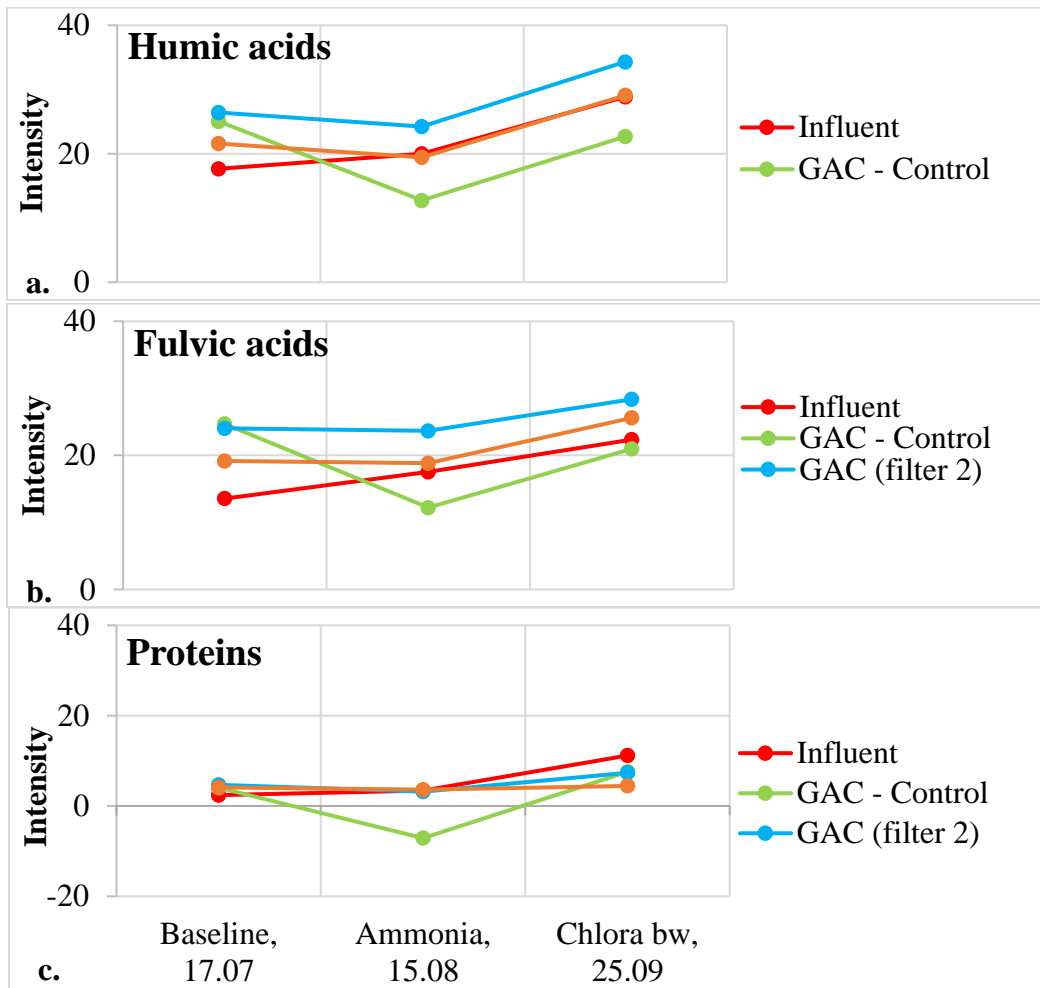 40
Humic acids
Intensity
20
Influent
GAC - Control
0
a.
40
Fulvic acids
Intensity
20
Influent
GAC - Control
GAC (filter 2)
0
b.
40
Proteins
Intensity
20
0
-20
Influent
GAC - Control
GAC (filter 2)
Baseline,
17.07
Ammonia,
15.08
Chlora bw,
25.09
c.